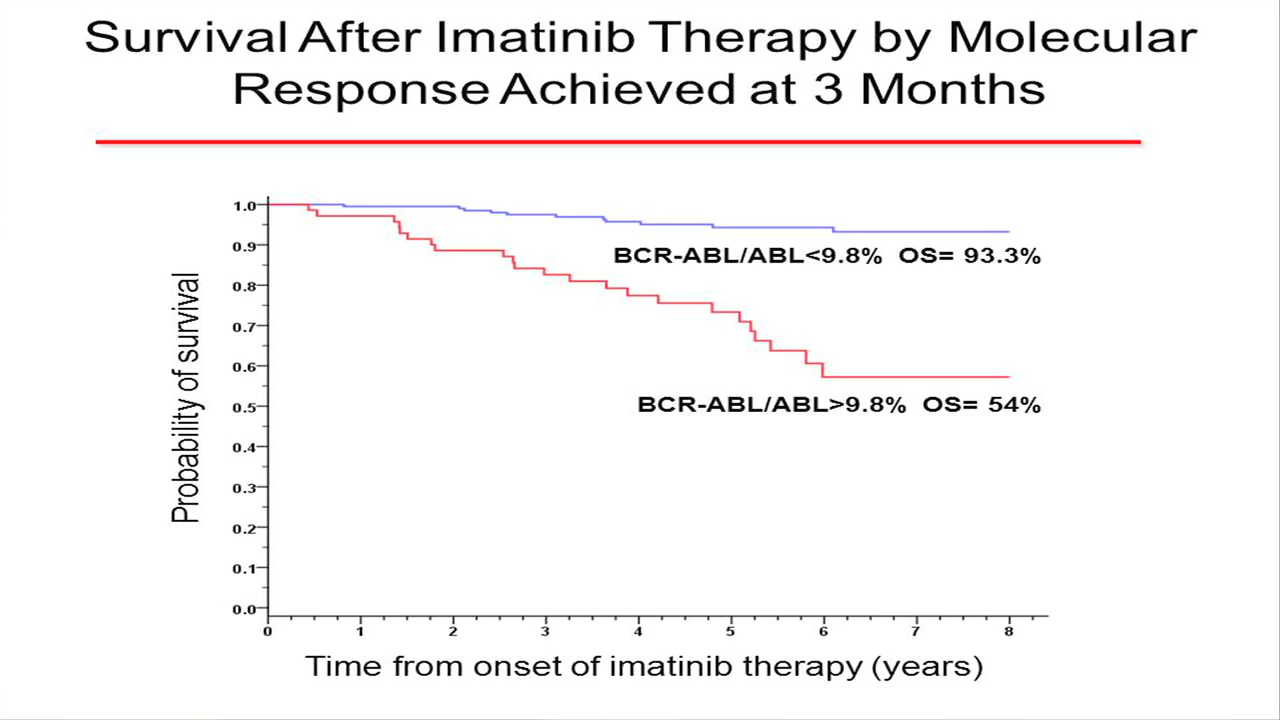 Survival After Imatinib Therapy by Molecular
Response Achieved at 3 Months
Probability of survival
1.0
0.9
0.8
0.7
0.6
0.5
0.4
0.3
0.2
0.1
0.0
BCR-ABL/ABL<9.8% OS= 93.3%
BCR-ABL/ABL>9.8% OS= 54%
0 1 2 3 4 5 6 7 8
Time from onset of imatinib therapy (years)